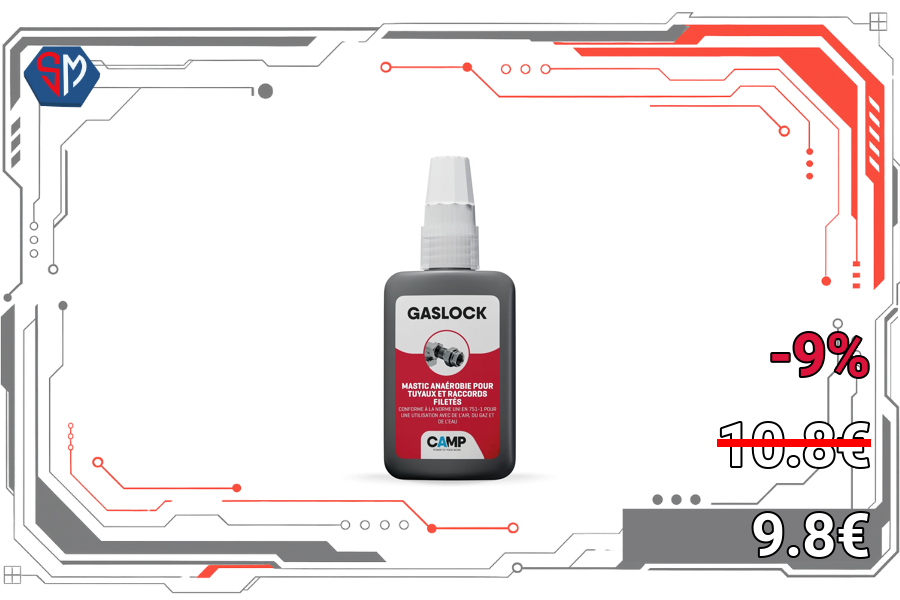 SM
GASLOCK
MASTIC ANAÉROBIE POUR
TUYAUX ET RACCORDS
FILETÉS
CONFORME À LA NORME UNI EN 751-1 POUR
UNE UTILISATION AVEC DE L'AIR, DU GAZ ET
DE L'EAU
CAMP
-9%
10.8€
9.8€